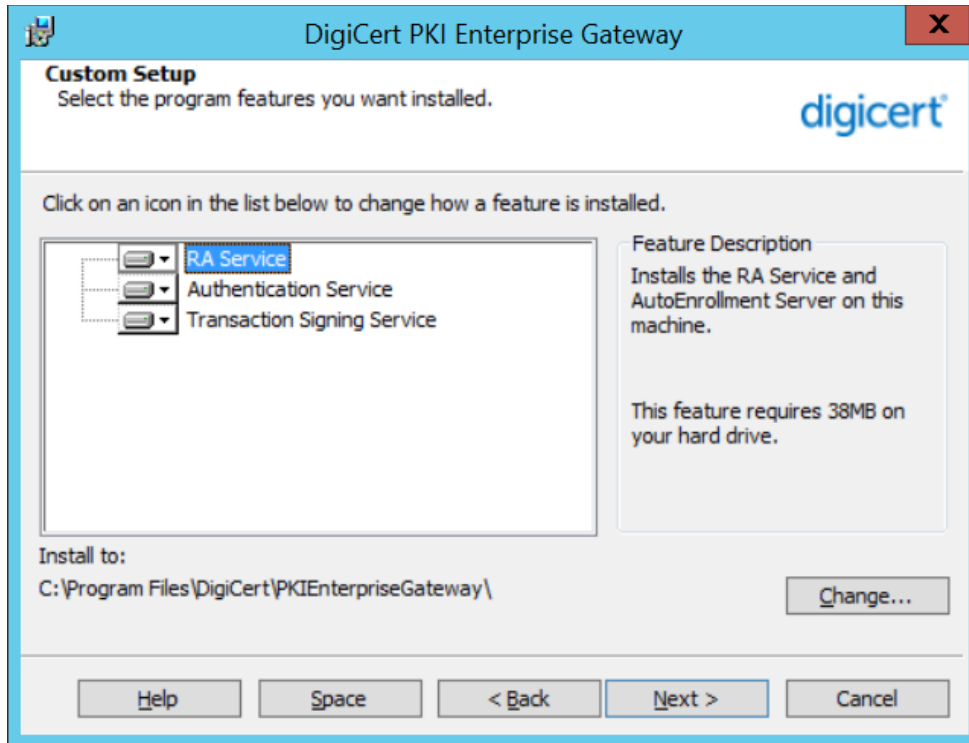 DigiCert PKI Enterprise Gateway
X
Custom Setup
Select the program features you want installed.
digicert®
Click on an icon in the list below to change how a feature is installed.
RA Service
Authentication Service
Transaction Signing Service
Feature Description
Installs the RA Service and
AutoEnrollment Server on this
machine.
This feature requires 38MB on
your hard drive.
Install to:
C:\Program Files\DigiCert\PKIEnterpriseGateway\
Change...
Help
Space
< Back
Next >
Cancel